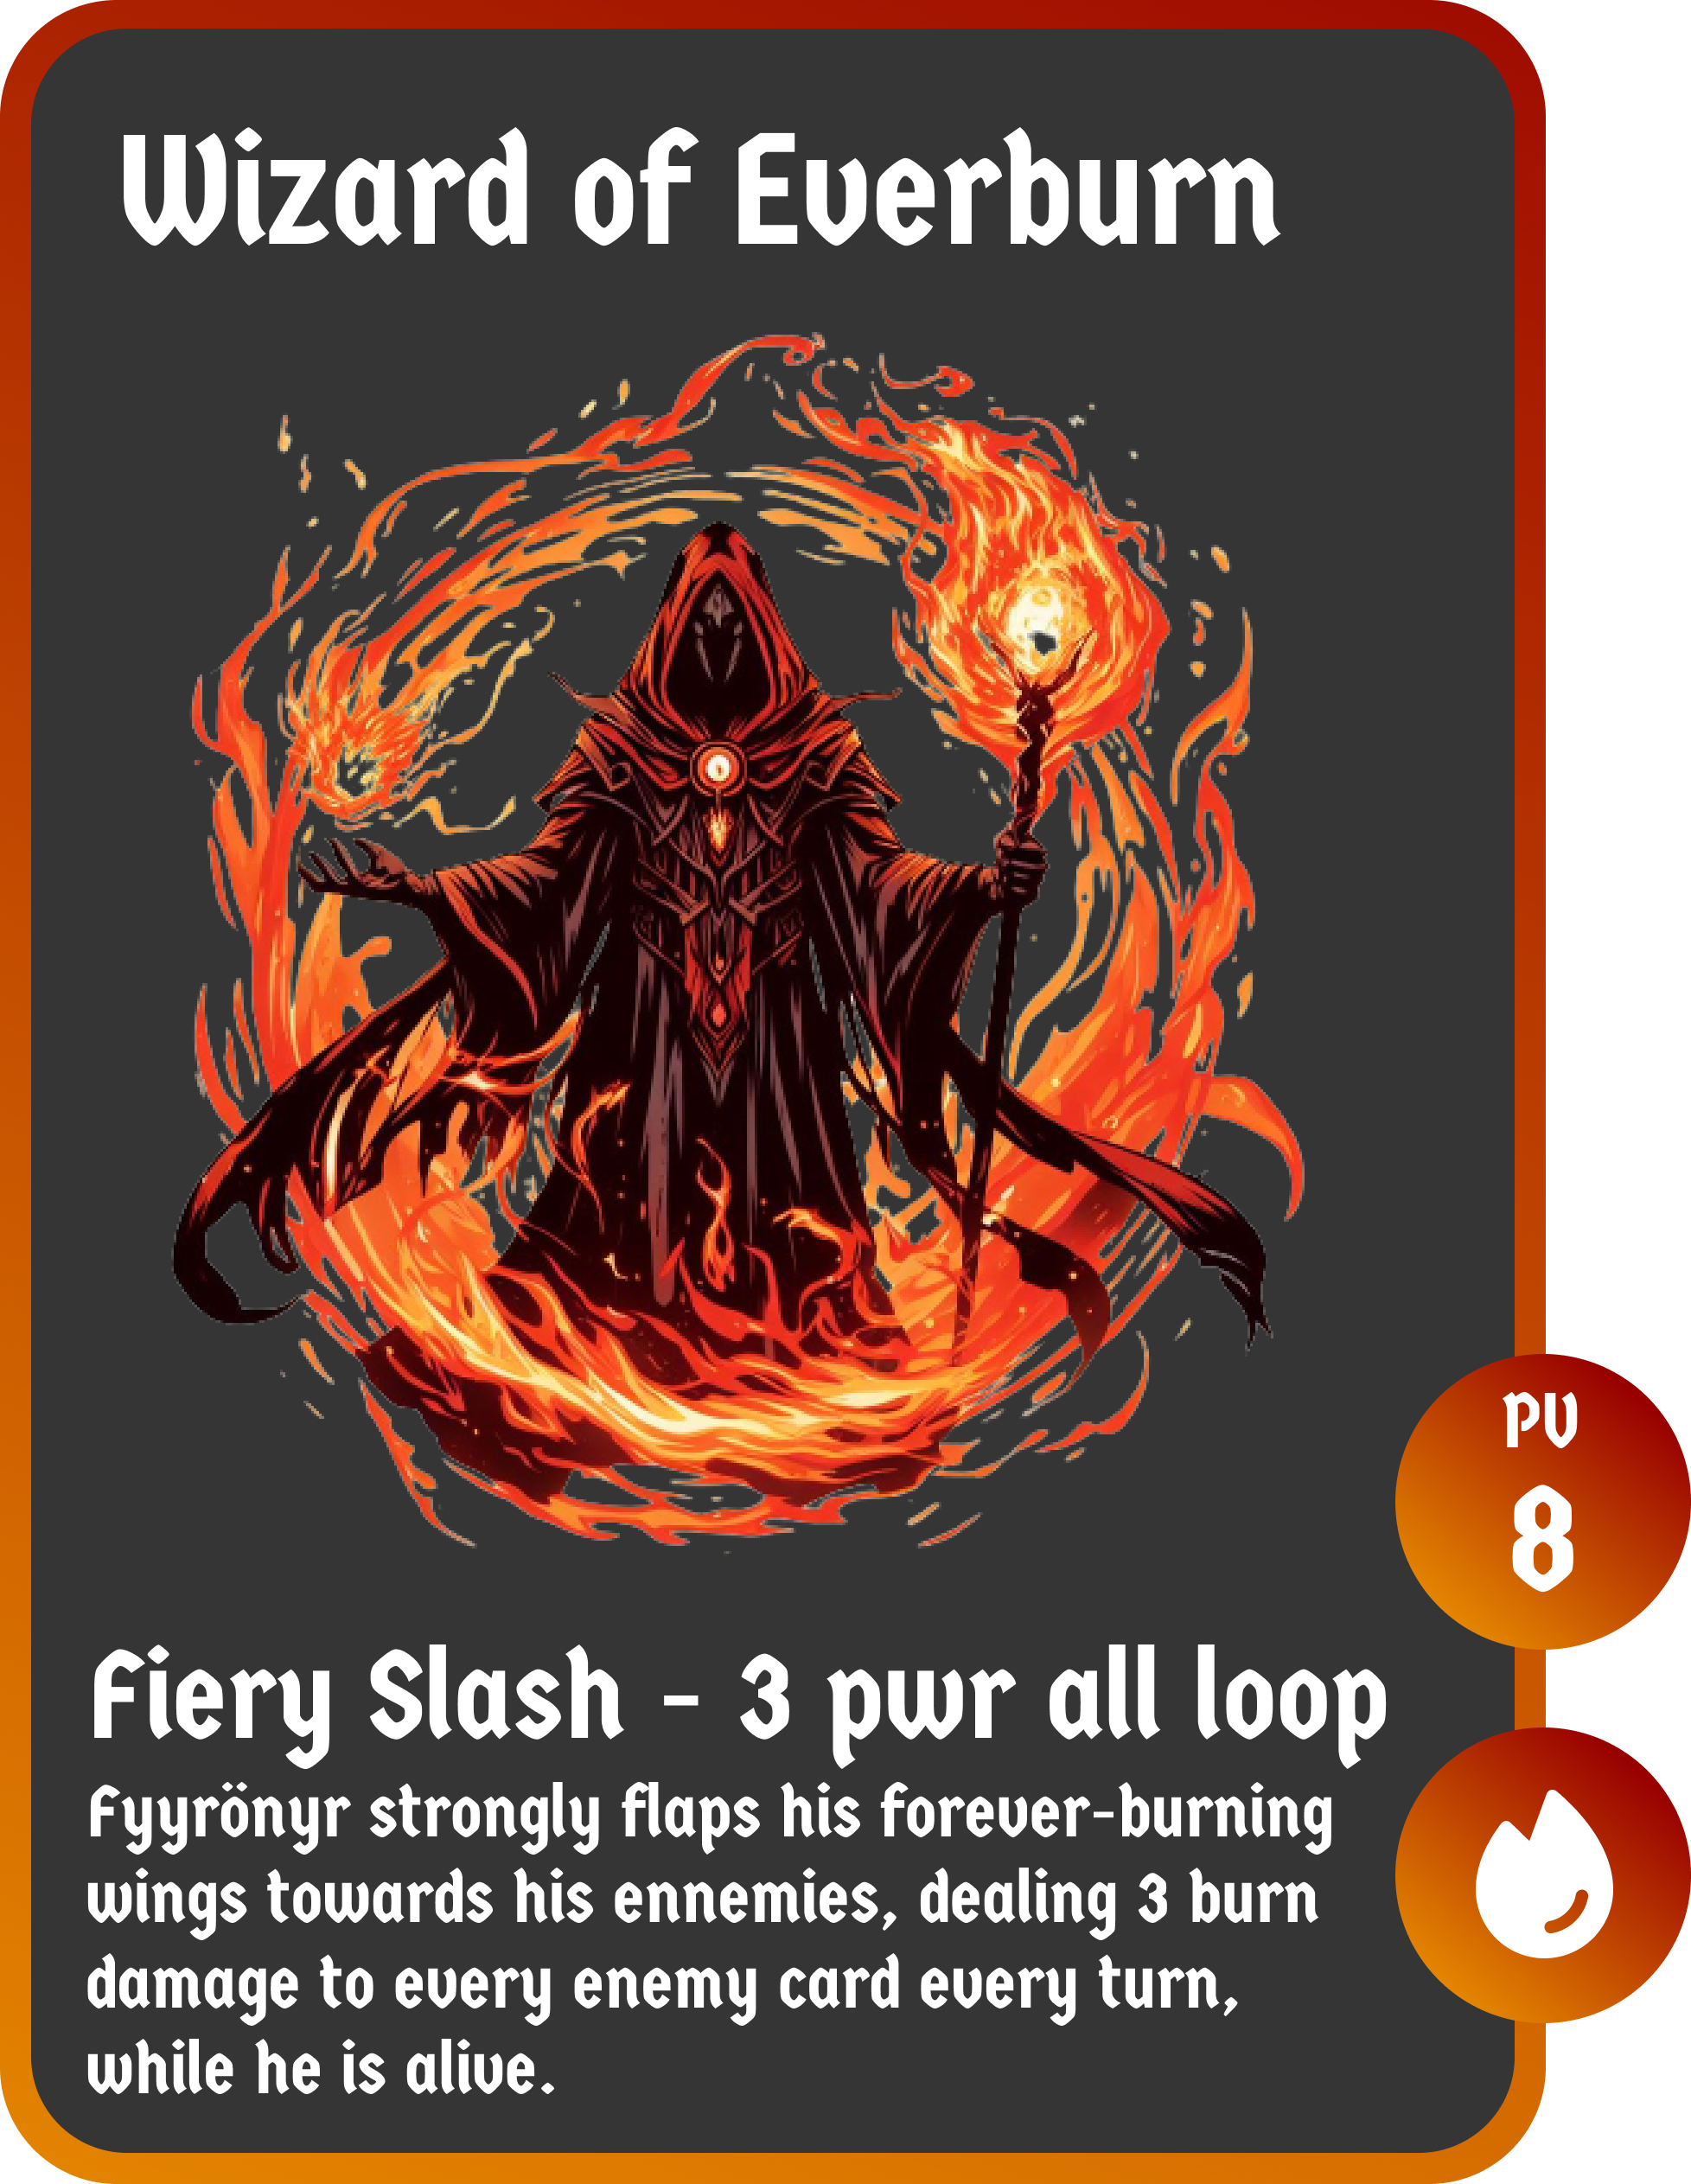 Wizard of Everburn
PV
8
Fiery Slash - 3 pwr all loop
Fyyrönyr strongly flaps his forever-burning
wings towards his ennemies, dealing 3 burn
damage to every enemy card every turn,
while he is alive.